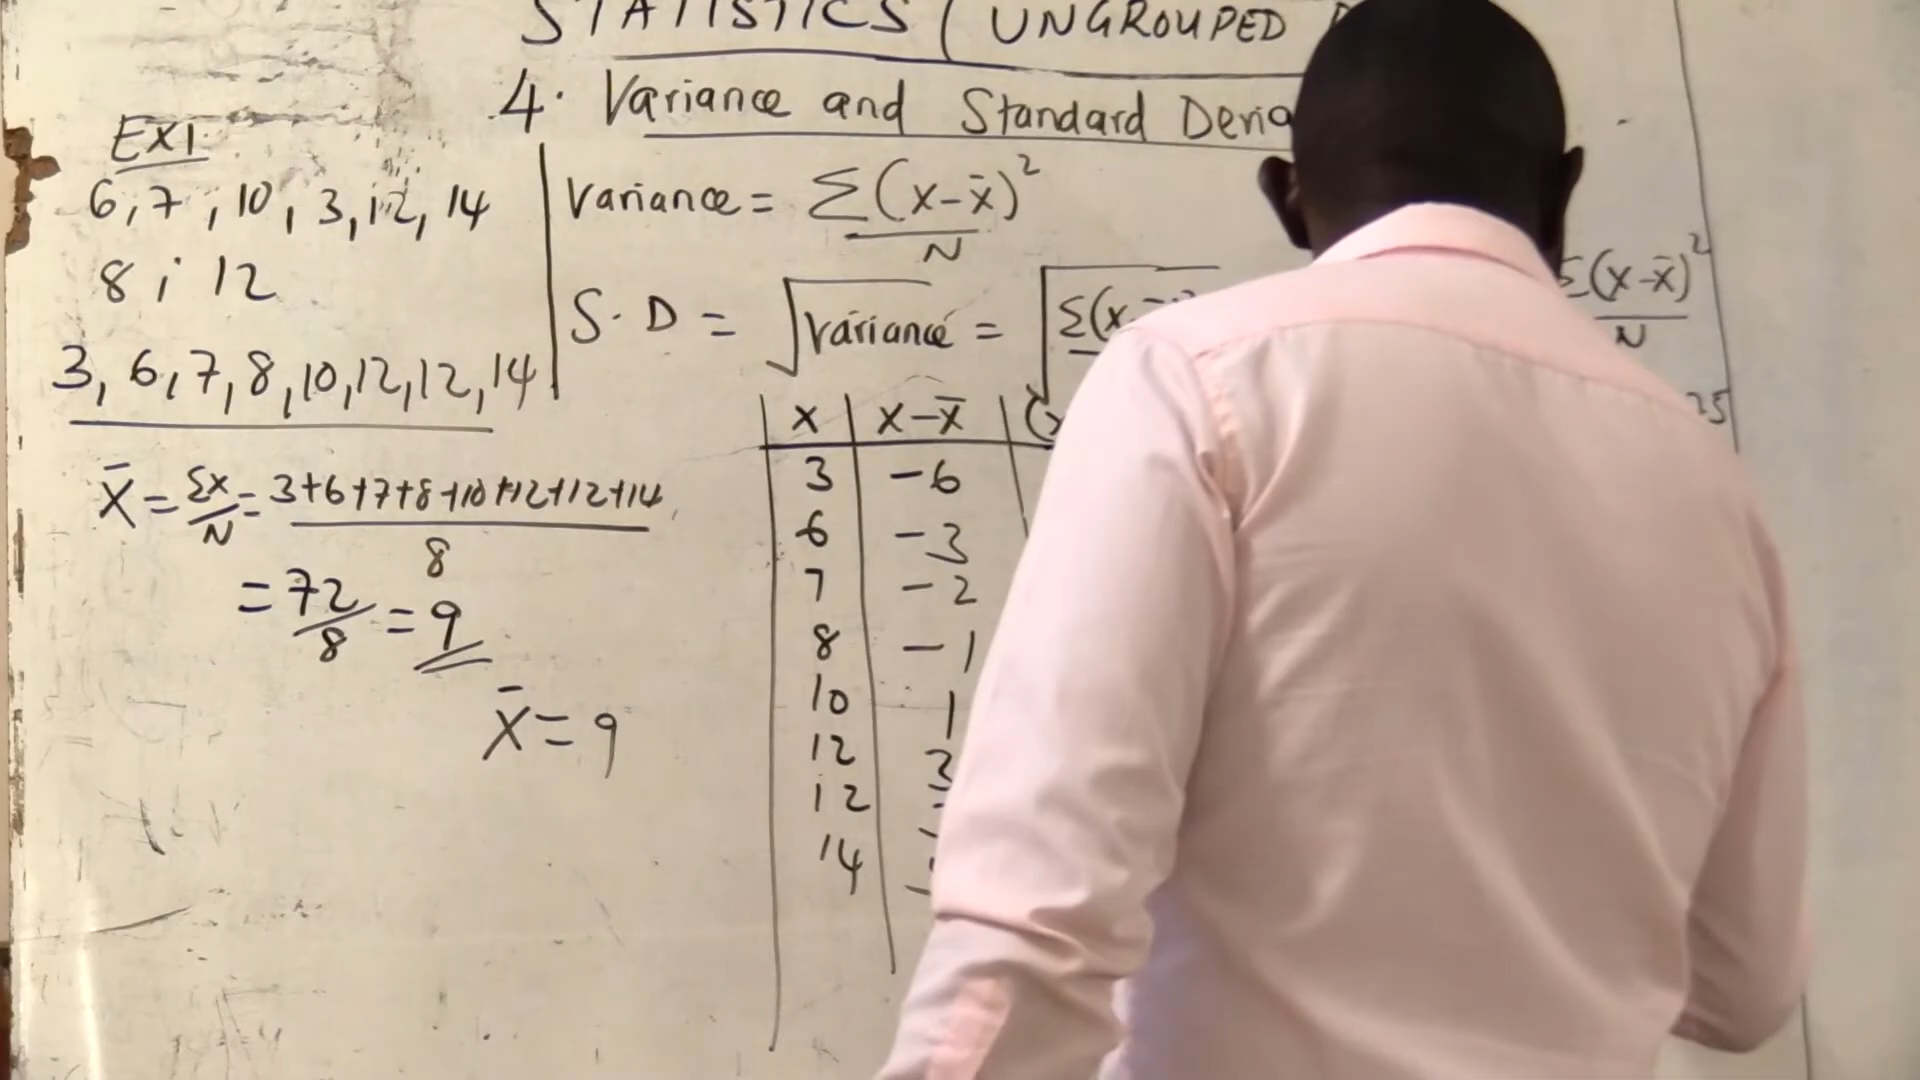 STATISTICS ( UNGROUPED
4. Variance and Standard Devia
EX1
6, 7, 10, 3, 12, 14
8 ; 12
3, 6, 7, 8, 10, 12, 12, 14
X̄ = Σx/N = 3+6+7+8+10+12+12+14 / 8
= 72/8 = 9
X̄ = 9
Variance = Σ(x-x̄)² / N
S.D = √Variance = √Σ(x
x | x-x̄ | (x
3 | -6
6 | -3
7 | -2
8 | -1
10 | 1
12 | 3
12
14
Σ(x-x̄)² / N
25